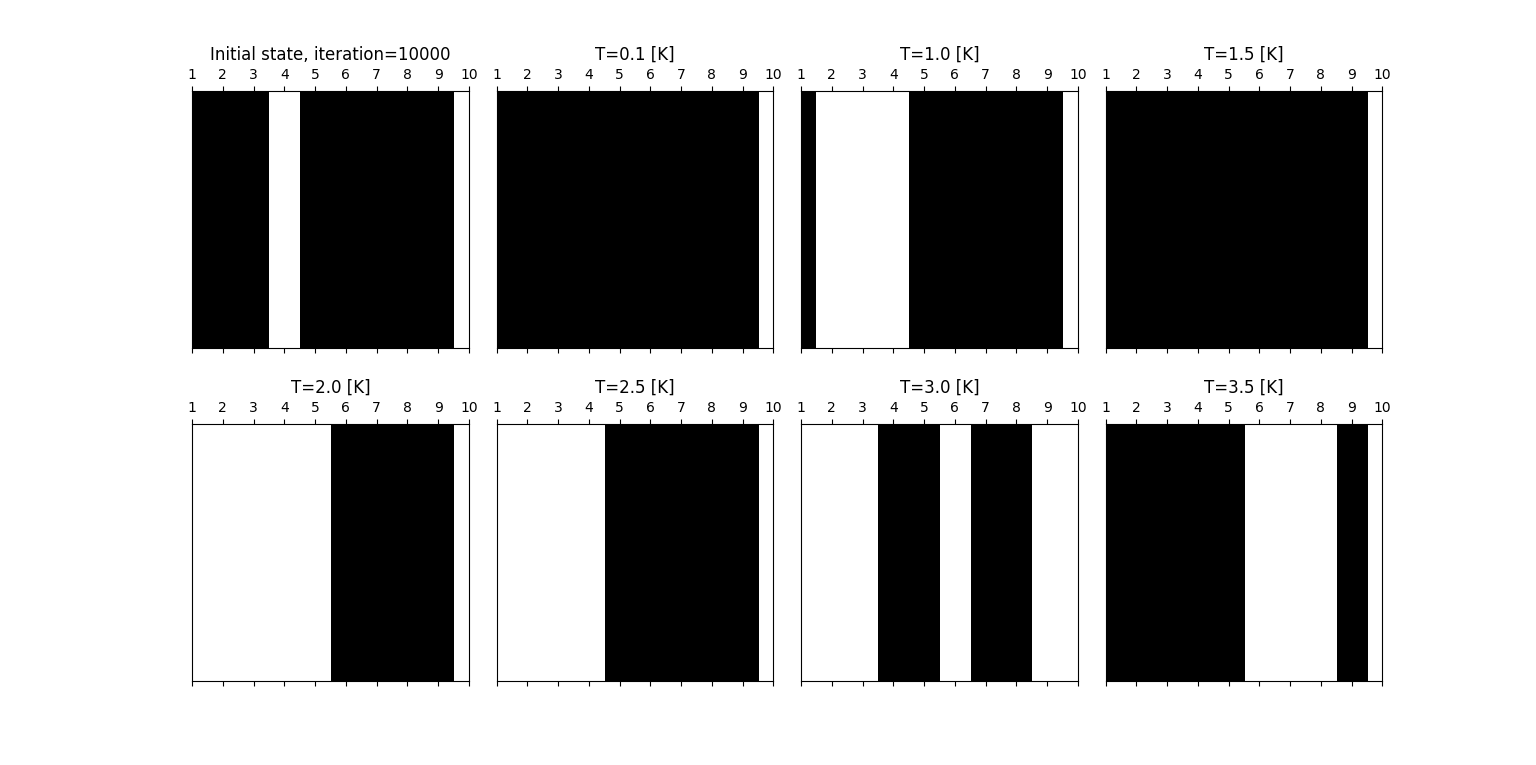 Initial state, iteration=10000
1 2 3 4 5 6 7 8 9 10
T=0.1 [K]
1 2 3 4 5 6 7 8 9 10
T=1.0 [K]
1 2 3 4 5 6 7 8 9 10
T=1.5 [K]
1 2 3 4 5 6 7 8 9 10
T=2.0 [K]
1 2 3 4 5 6 7 8 9 10
T=2.5 [K]
1 2 3 4 5 6 7 8 9 10
T=3.0 [K]
1 2 3 4 5 6 7 8 9 10
T=3.5 [K]
1 2 3 4 5 6 7 8 9 10